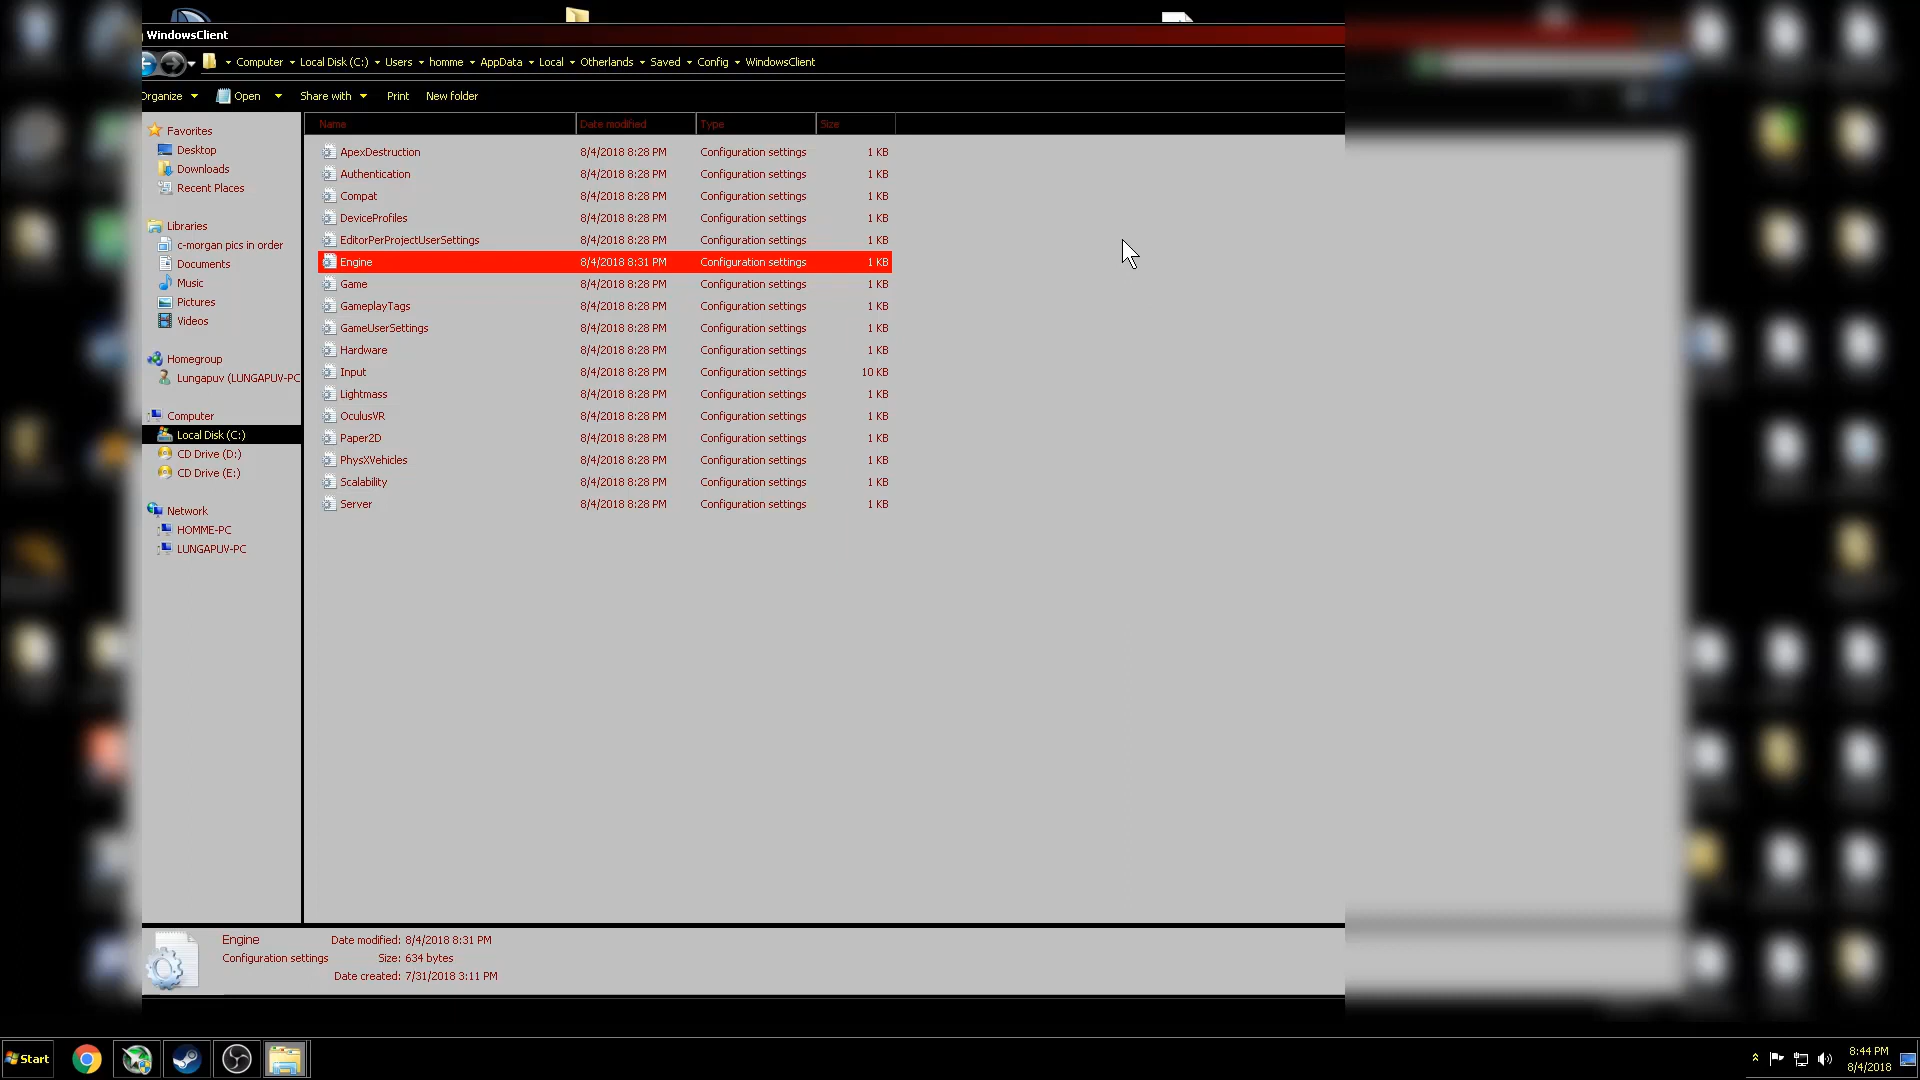 WindowsClient
Computer Local Disk (C:) Users homme AppData Local Otherlands Saved Config WindowsClient
Organize Open Share with Print New folder
Favorites
Desktop
Downloads
Recent Places
Libraries
c-morgan pics in order
Documents
Music
Pictures
Videos
Homegroup
Lungapuv (LUNGAPUV-PC
Computer
Local Disk (C:)
CD Drive (D:)
CD Drive (E:)
Network
HOMME-PC
LUNGAPUV-PC
Name Date modified Type Size
ApexDestruction 8/4/2018 8:28 PM Configuration settings 1 KB
Authentication 8/4/2018 8:28 PM Configuration settings 1 KB
Compat 8/4/2018 8:28 PM Configuration settings 1 KB
DeviceProfiles 8/4/2018 8:28 PM Configuration settings 1 KB
EditorPerProjectUserSettings 8/4/2018 8:28 PM Configuration settings 1 KB
Engine 8/4/2018 8:31 PM Configuration settings 1 KB
Game 8/4/2018 8:28 PM Configuration settings 1 KB
GameplayTags 8/4/2018 8:28 PM Configuration settings 1 KB
GameUserSettings 8/4/2018 8:28 PM Configuration settings 1 KB
Hardware 8/4/2018 8:28 PM Configuration settings 1 KB
Input 8/4/2018 8:28 PM Configuration settings 10 KB
Lightmass 8/4/2018 8:28 PM Configuration settings 1 KB
OculusVR 8/4/2018 8:28 PM Configuration settings 1 KB
Paper2D 8/4/2018 8:28 PM Configuration settings 1 KB
PhysXVehicles 8/4/2018 8:28 PM Configuration settings 1 KB
Scalability 8/4/2018 8:28 PM Configuration settings 1 KB
Server 8/4/2018 8:28 PM Configuration settings 1 KB
Engine Date modified: 8/4/2018 8:31 PM
Configuration settings Size: 634 bytes
Date created: 7/31/2018 3:11 PM
Start
8:44 PM
8/4/2018